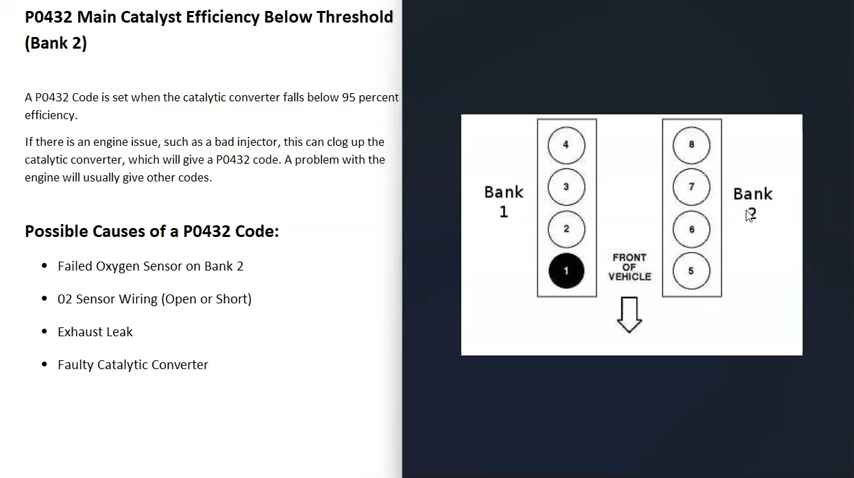 P0432 Main Catalyst Efficiency Below Threshold
(Bank 2)
A P0432 Code is set when the catalytic converter falls below 95 percent
efficiency.
If there is an engine issue, such as a bad injector, this can clog up the
catalytic converter, which will give a P0432 code. A problem with the
engine will usually give other codes.
Possible Causes of a P0432 Code:
• Failed Oxygen Sensor on Bank 2
• 02 Sensor Wiring (Open or Short)
• Exhaust Leak
• Faulty Catalytic Converter
Bank
1
4
3
2
1
FRONT
OF
VEHICLE
8
7
6
5
Bank
2